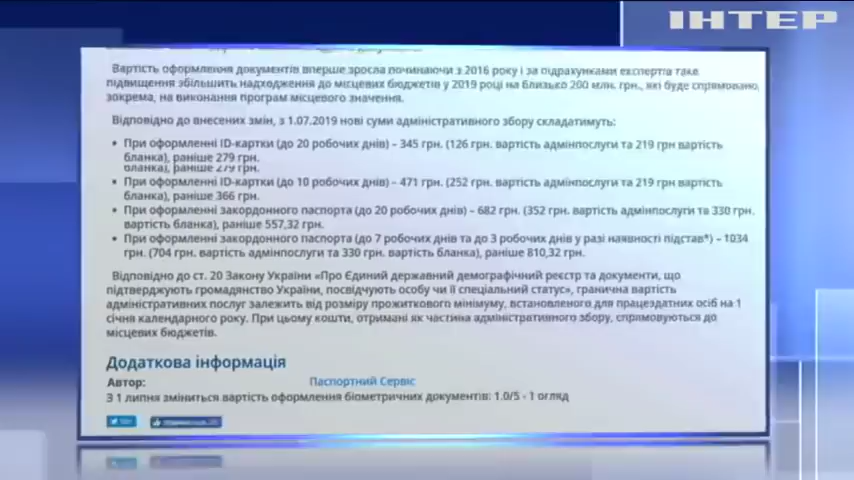 ІНТЕР
Вартість оформлення документів вперше зросла починаючи з 2016 року і за підрахунками експертів таке
підвищення збільшить надходження до місцевих бюджетів у 2019 році на близько 200 млн. грн., які буде спрямовано,
зокрема, на виконання програм місцевого значення.
Відповідно до внесених змін, з 1.07.2019 нові суми адміністративного збору складатимуть:
• При оформленні ID-картки (до 20 робочих днів) – 345 грн. (126 грн. вартість адмінпослуги та 219 грн вартість
бланка), раніше 279 грн.
бланка), раніше 279 грн.
• При оформленні ID-картки (до 10 робочих днів) – 471 грн. (252 грн. вартість адмінпослуги та 219 грн вартість
бланка), раніше 366 грн.
• При оформленні закордонного паспорта (до 20 робочих днів) – 682 грн. (352 грн. вартість адмінпослуги та 330 грн.
вартість бланка), раніше 557,32 грн.
• При оформленні закордонного паспорта (до 7 робочих днів та до 3 робочих днів у разі наявності підстав*) – 1034
грн. (704 грн. вартість адмінпослуги та 330 грн. вартість бланка), раніше 810,32 грн.
Відповідно до ст. 20 Закону України «Про Єдиний державний демографічний реєстр та документи, що
підтверджують громадянство України, посвідчують особу чи її спеціальний статус», гранична вартість
адміністративних послуг залежить від розміру прожиткового мінімуму, встановленого для працездатних осіб на 1
січня календарного року. При цьому кошти, отримані як частина адміністративного збору, спрямовуються до
місцевих бюджетів.
Додаткова інформація
Автор: Паспортний Сервіс
З 1 липня зміниться вартість оформлення біометричних документів: 1.0/5 - 1 огляд